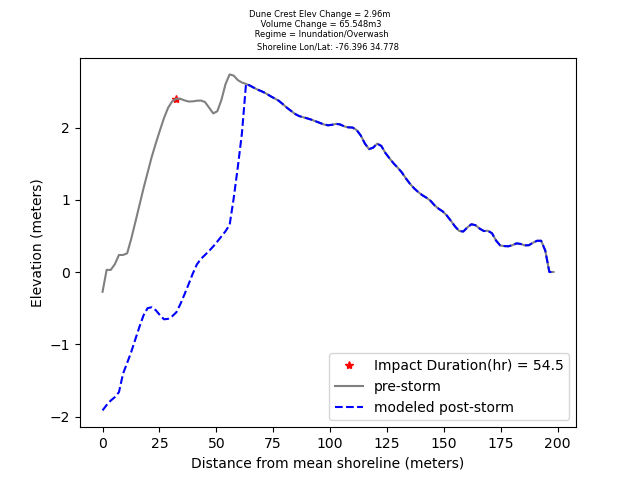 Dune Crest Elev Change = 2.96m
Volume Change = 65.548m3
Regime = Inundation/Overwash
Shoreline Lon/Lat: -76.396 34.778
Elevation (meters)
2
1
0
−1
−2
Impact Duration(hr) = 54.5
pre-storm
modeled post-storm
0 25 50 75 100 125 150 175 200
Distance from mean shoreline (meters)